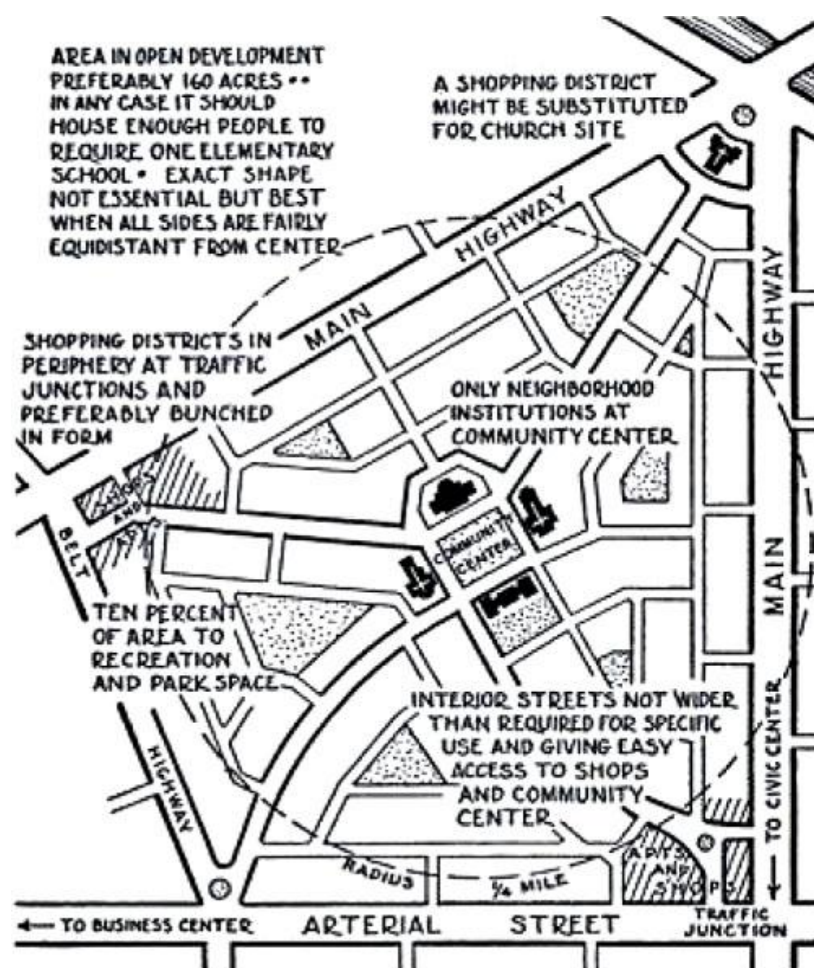 AREA IN OPEN DEVELOPMENT
PREFERABLY 160 ACRES ••
IN ANY CASE IT SHOULD
HOUSE ENOUGH PEOPLE TO
REQUIRE ONE ELEMENTARY
SCHOOL • EXACT SHAPE
NOT ESSENTIAL BUT BEST
WHEN ALL SIDES ARE FAIRLY
EQUIDISTANT FROM CENTER
A SHOPPING DISTRICT
MIGHT BE SUBSTITUTED
FOR CHURCH SITE
MAIN HIGHWAY
HIGHWAY
MAIN
SHOPPING DISTRICTS IN
PERIPHERY AT TRAFFIC
JUNCTIONS AND
PREFERABLY BUNCHED
IN FORM
ONLY NEIGHBORHOOD
INSTITUTIONS AT
COMMUNITY CENTER
SHOPS
AND
APTS
COMMUNITY
CENTER
BELT
HIGHWAY
TEN PERCENT
OF AREA TO
RECREATION
AND PARK SPACE
INTERIOR STREETS NOT WIDER
THAN REQUIRED FOR SPECIFIC
USE AND GIVING EASY
ACCESS TO SHOPS
AND COMMUNITY
CENTER
TO CIVIC CENTER
APTS
AND
SHOPS
RADIUS ¼ MILE
TO BUSINESS CENTER
ARTERIAL STREET
TRAFFIC
JUNCTION